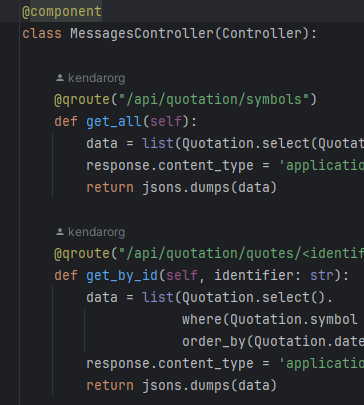 @component
class MessagesController(Controller):
kendarorg
@qroute("/api/quotation/symbols")
def get_all(self):
data = list(Quotation.select(Quotat
response.content_type = 'applicatio
return jsons.dumps(data)
kendarorg
@qroute("/api/quotation/quotes/<identif
def get_by_id(self, identifier: str):
data = list(Quotation.select().
where(Quotation.symbol
order_by(Quotation.date
response.content_type = 'applicatio
return jsons.dumps(data)